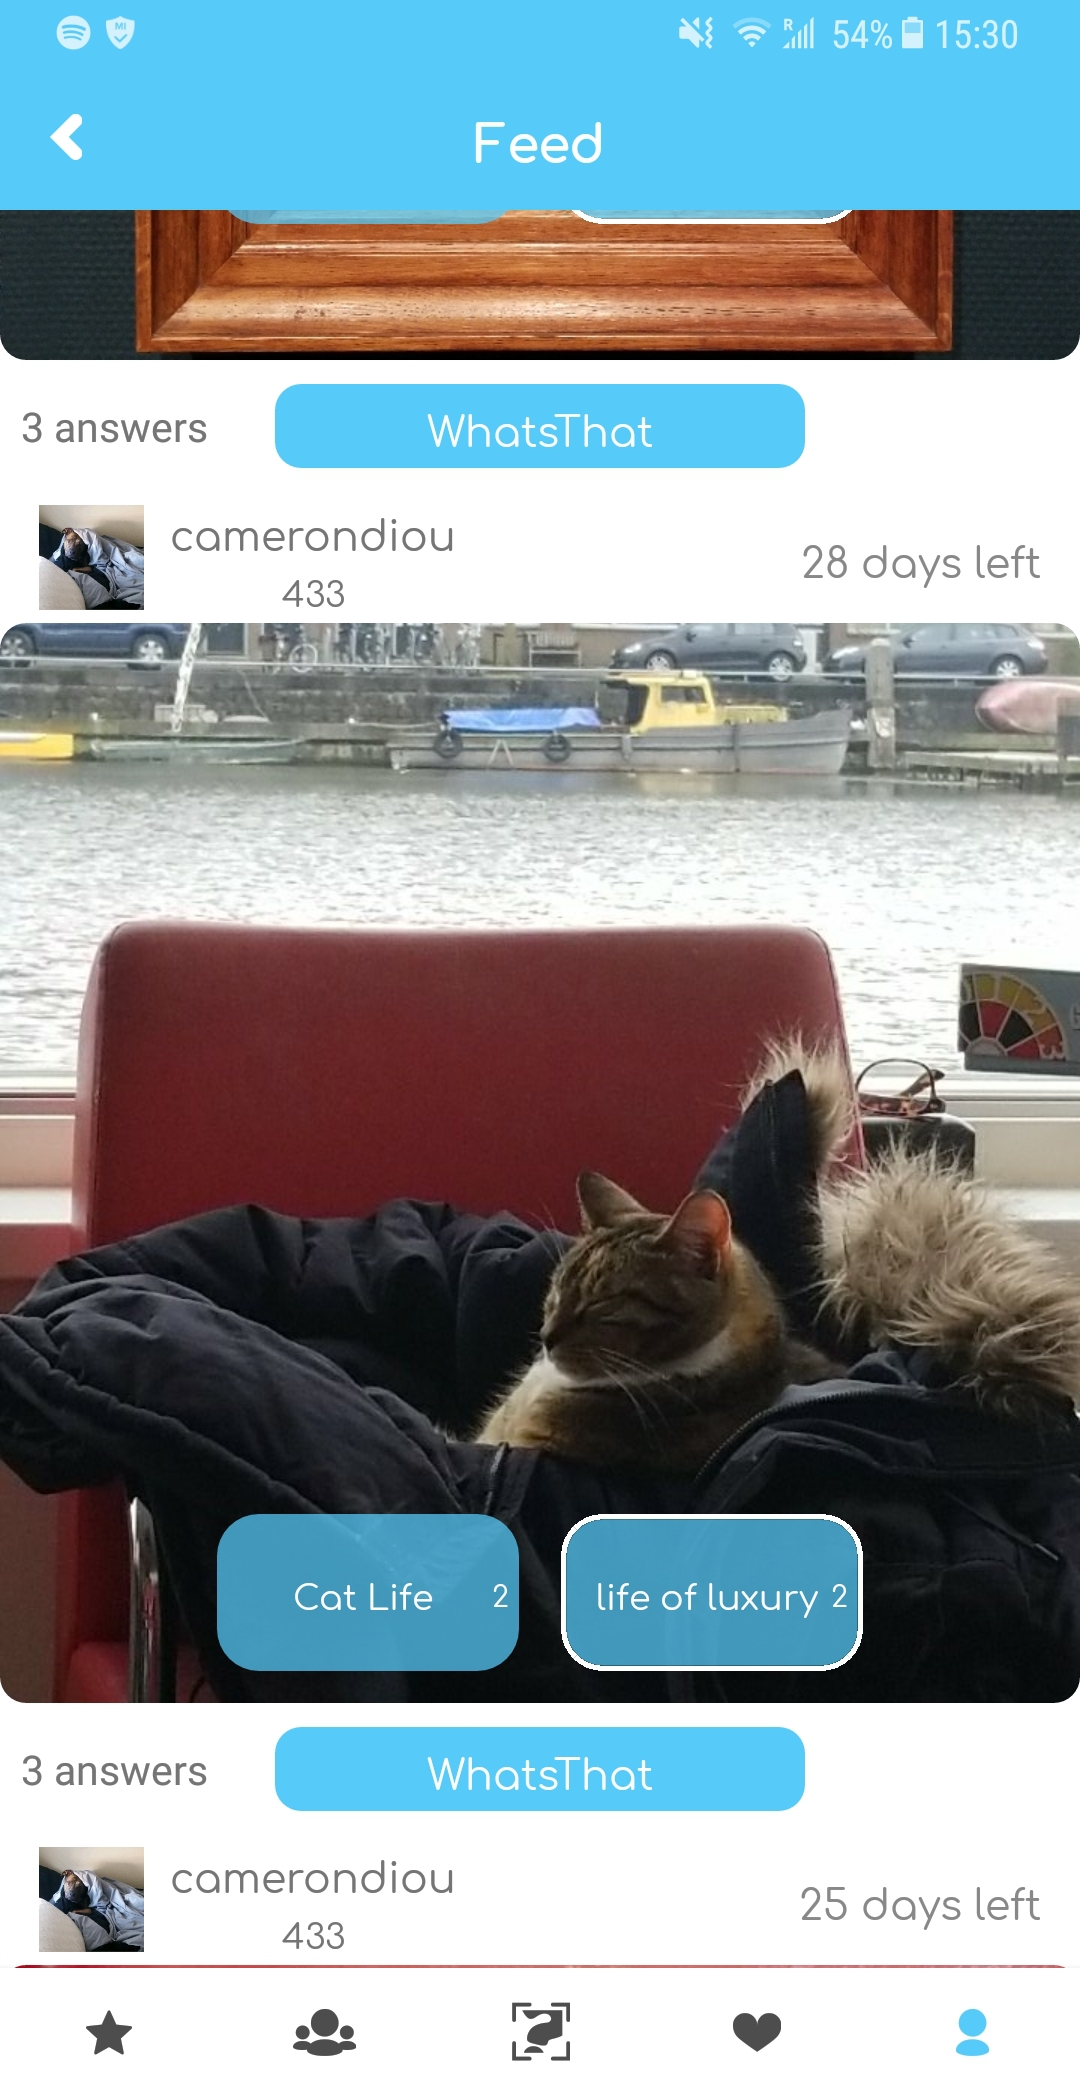 MI
R
54%
15:30
Feed
3 answers
WhatsThat
camerondiou
433
28 days left
Cat Life
2
life of luxury
2
3 answers
WhatsThat
camerondiou
433
25 days left